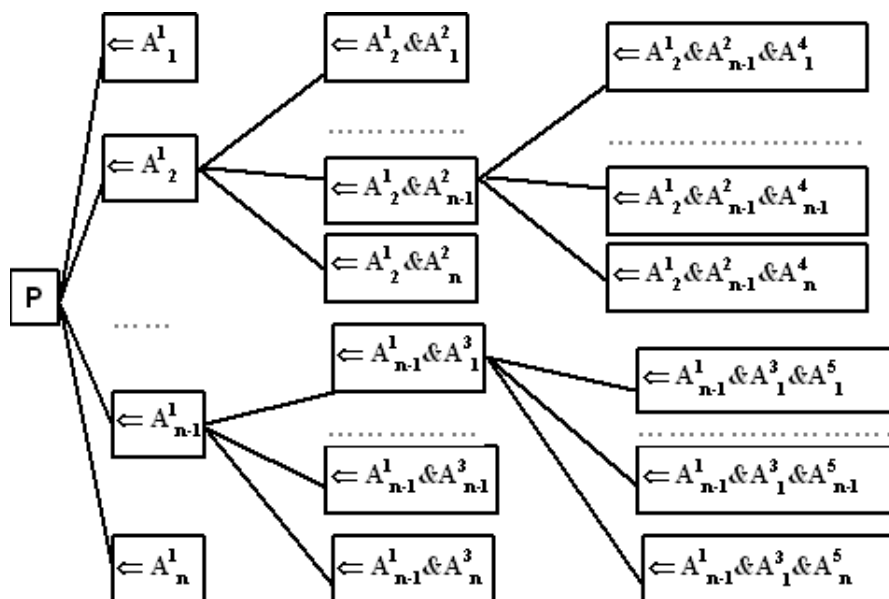 ⇐ A¹₁
⇐ A¹₂&A²₁
⇐ A¹₂&A²ₙ₋₁&A⁴₁
⇐ A¹₂
………………
……………………………
⇐ A¹₂&A²ₙ₋₁
⇐ A¹₂&A²ₙ₋₁&A⁴ₙ₋₁
⇐ A¹₂&A²ₙ
⇐ A¹₂&A²ₙ₋₁&A⁴ₙ
P
……
⇐ A¹ₙ₋₁&A³₁
⇐ A¹ₙ₋₁&A³₁&A⁵₁
⇐ A¹ₙ₋₁
………………
……………………………
⇐ A¹ₙ₋₁&A³ₙ₋₁
⇐ A¹ₙ₋₁&A³₁&A⁵ₙ₋₁
⇐ A¹ₙ
⇐ A¹ₙ₋₁&A³ₙ
⇐ A¹ₙ₋₁&A³₁&A⁵ₙ